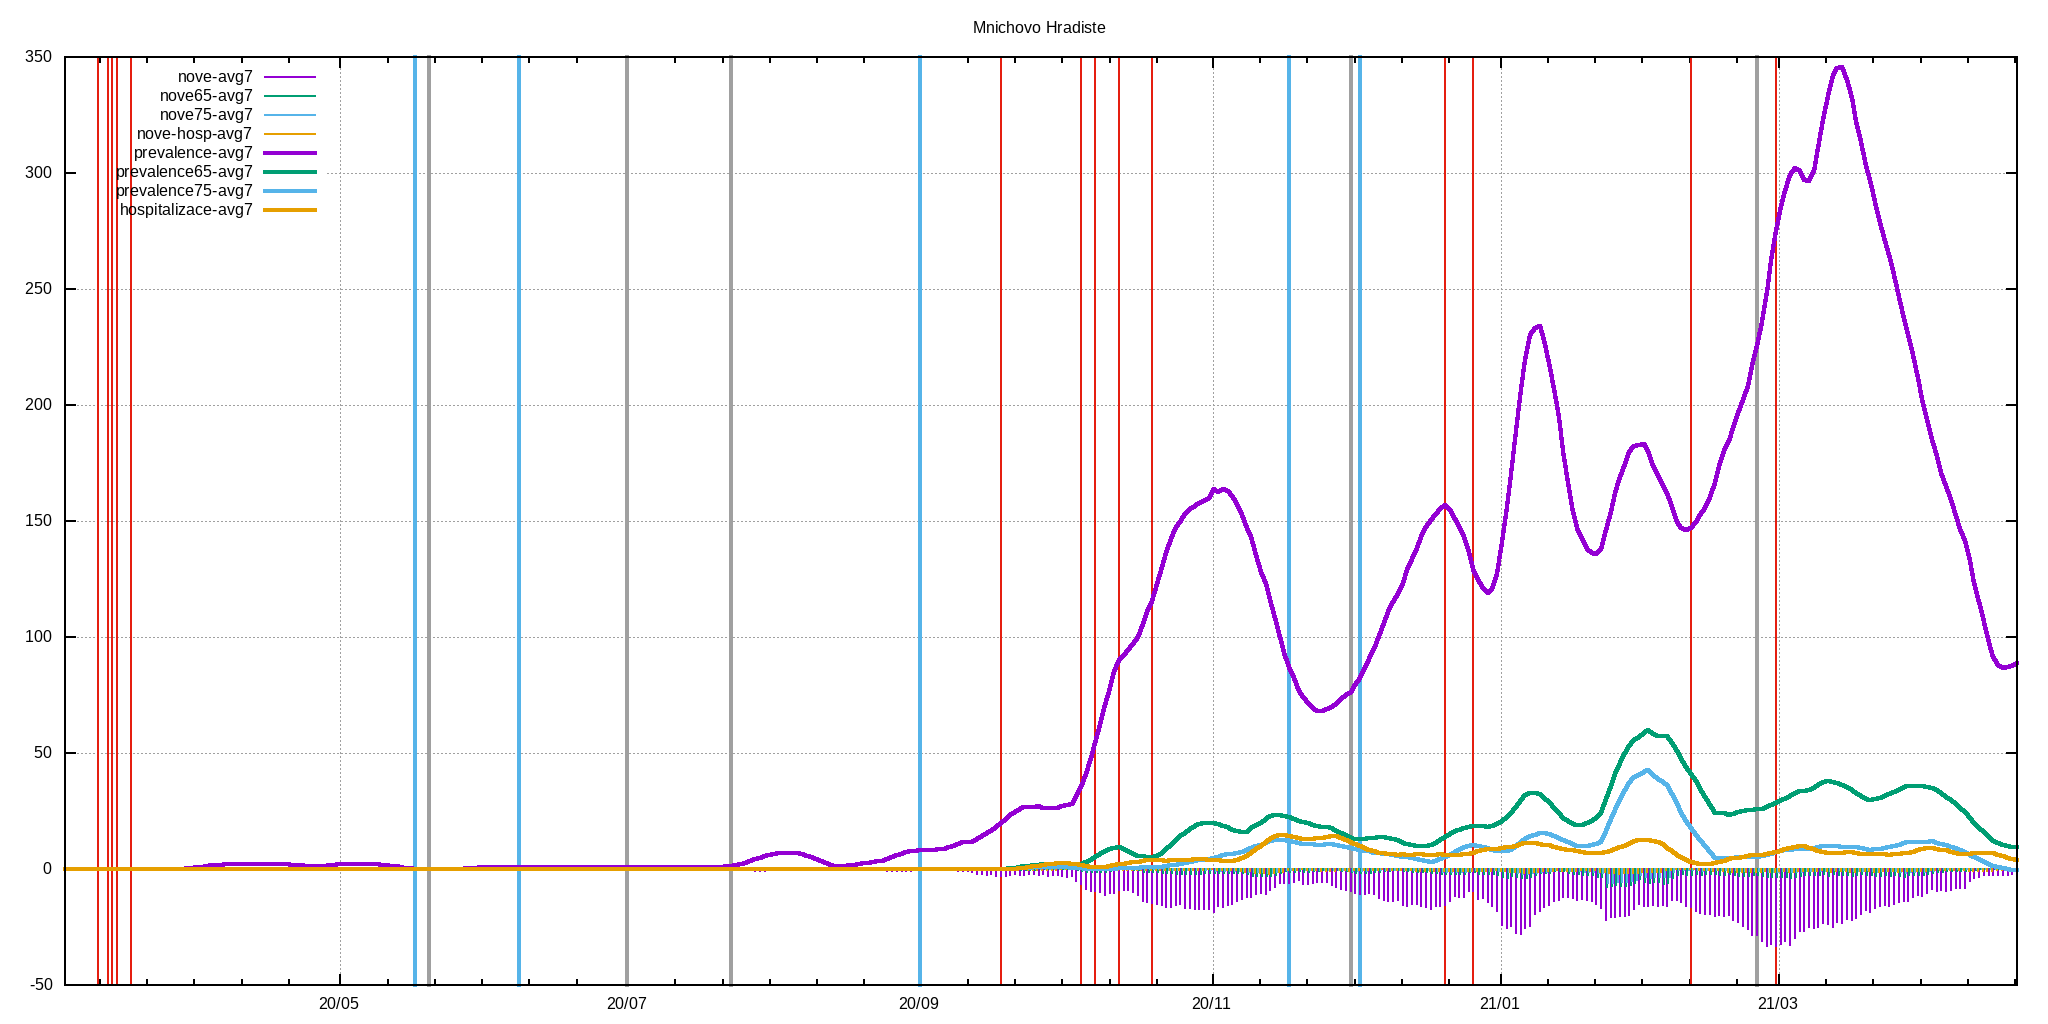 Mnichovo Hradiste
350
300
250
200
150
100
50
0
-50
nove-avg7
nove65-avg7
nove75-avg7
nove-hosp-avg7
prevalence-avg7
prevalence65-avg7
prevalence75-avg7
hospitalizace-avg7
20/05
20/07
20/09
20/11
21/01
21/03